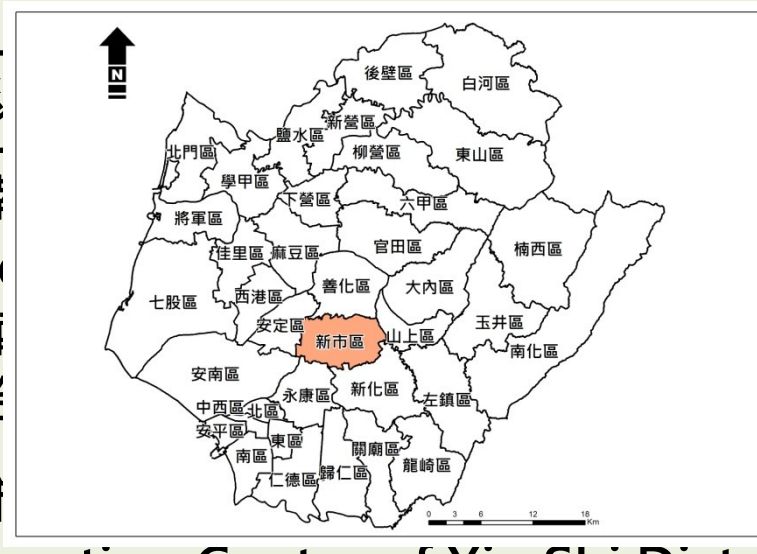 N
後壁區
白河區
新營區
鹽水區
北門區
柳營區
東山區
學甲區
下營區
六甲區
將軍區
官田區
楠西區
佳里區
麻豆區
善化區
大內區
七股區
西港區
安定區
新市區
山上區
玉井區
南化區
安南區
永康區
新化區
左鎮區
中西區
北區
安平區
東區
南區
關廟區
龍崎區
仁德區
歸仁區
0 3 6 12 18
Km